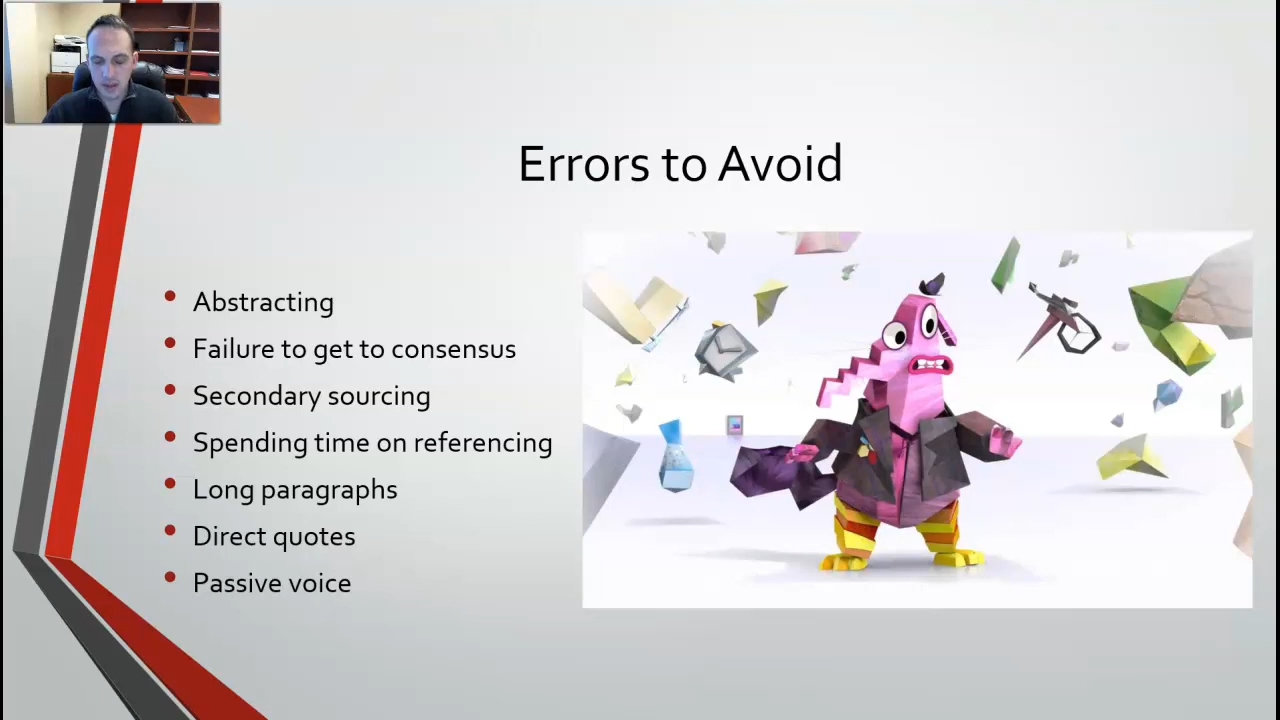 Errors to Avoid
Abstracting
Failure to get to consensus
Secondary sourcing
Spending time on referencing
Long paragraphs
Direct quotes
Passive voice